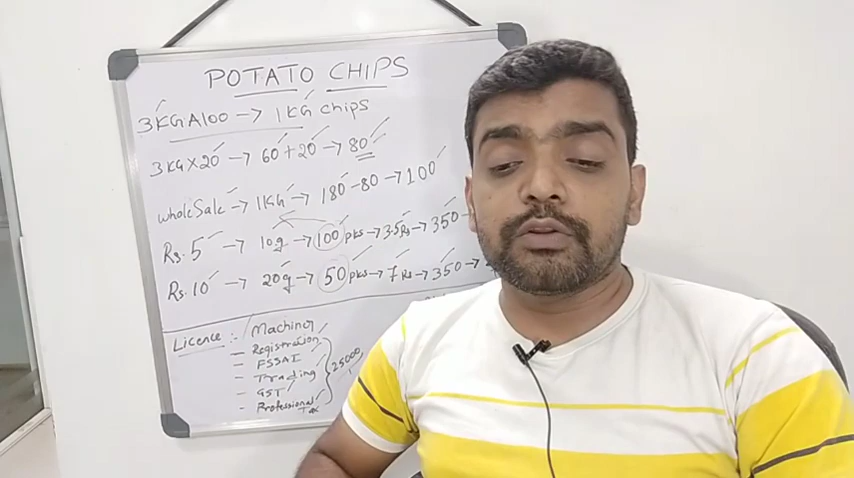 POTATO CHIPS
3KG A100 → 1KG chips
3KG X 20 → 60 + 20 → 80
wholeSale → 1KG → 180 - 80 → 100
Rs. 5 → 10g → 100 pks → 3.5 Rs → 350
Rs. 10 → 20g → 50 pks → 7 Rs → 350 →
Licence :- Machinery
- Registration
- FSSAI
- Trading
- GST
- Professional Tax
25000